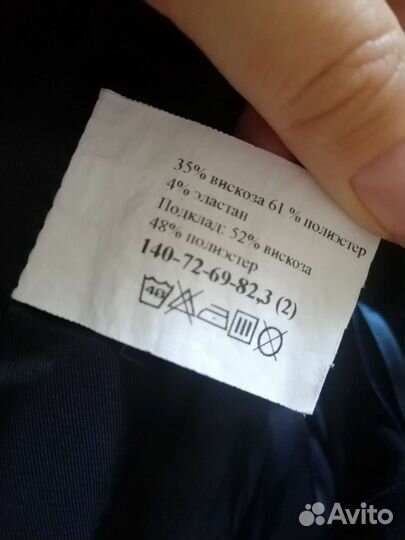 35% вискоза 61 % полиэстер
4% эластан
Подклад: 52% вискоза
48% полиэстер
140-72-69-82,3 (2)
40
Avito